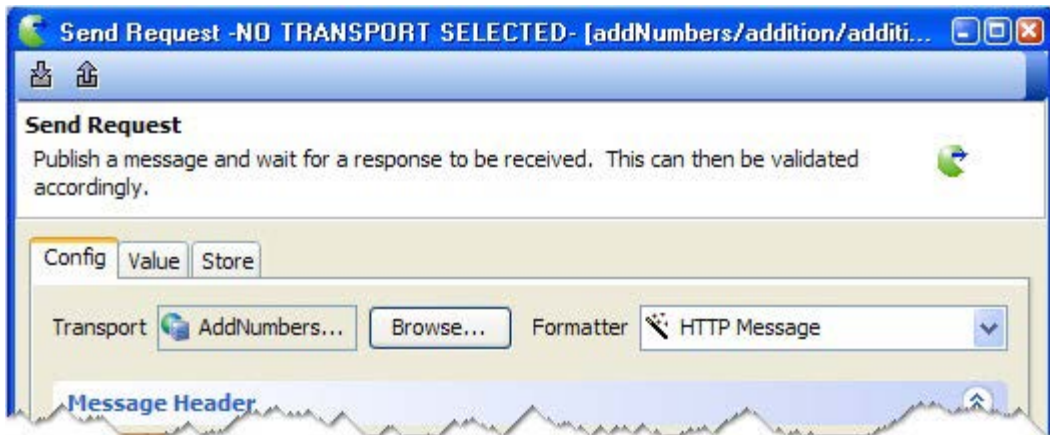 Send Request -NO TRANSPORT SELECTED- [addNumbers/addition/additi...
Send Request
Publish a message and wait for a response to be received. This can then be validated
accordingly.
Config Value Store
Transport AddNumbers... Browse... Formatter HTTP Message
Message Header